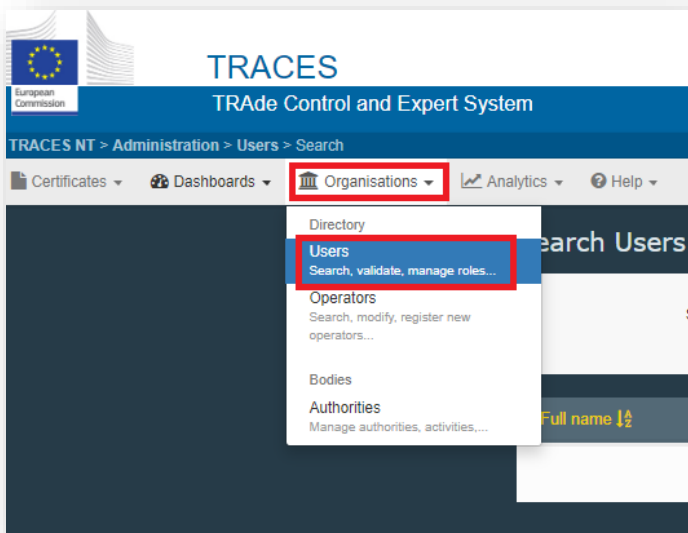 European
Commission
TRACES
TRAde Control and Expert System
TRACES NT > Administration > Users > Search
Certificates Dashboards Organisations Analytics Help
Directory
Users
Search, validate, manage roles...
Operators
Search, modify, register new
operators...
Bodies
Authorities
Manage authorities, activities,...
earch Users
Full name